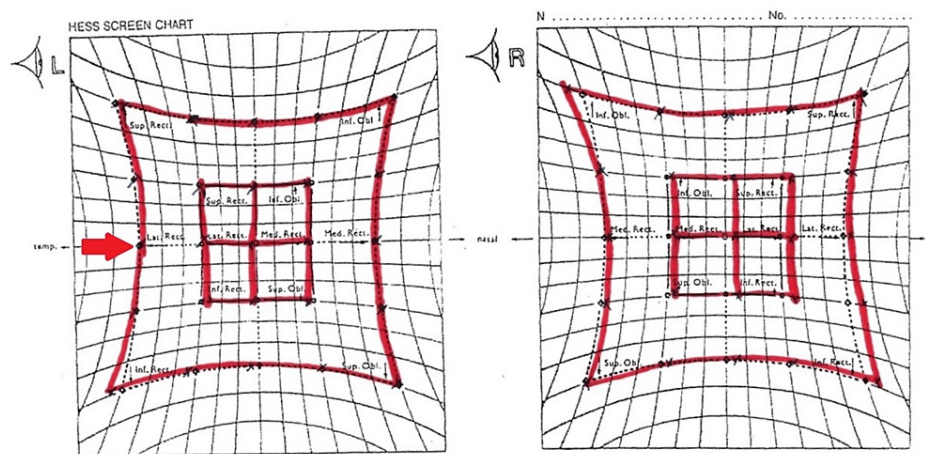 HESS SCREEN CHART
N No.
L
R
Sup. Rect. Inf. Obl
Inf. Obl. Sup. Rect.
Sup. Rect. Inf. Obl.
Inf. Obl. Sup. Rect.
temp. Lat. Rect. Lat. Rect. Med. Rect. Med. Rect. nasal
Med. Rect. Med. Rect. Lat. Rect. Lat. Rect.
Inf. Rect. Sup. Obl.
Sup. Obl. Inf. Rect.
Inf. Rect. Sup. Obl.
Sup. Obl. Inf. Rect.